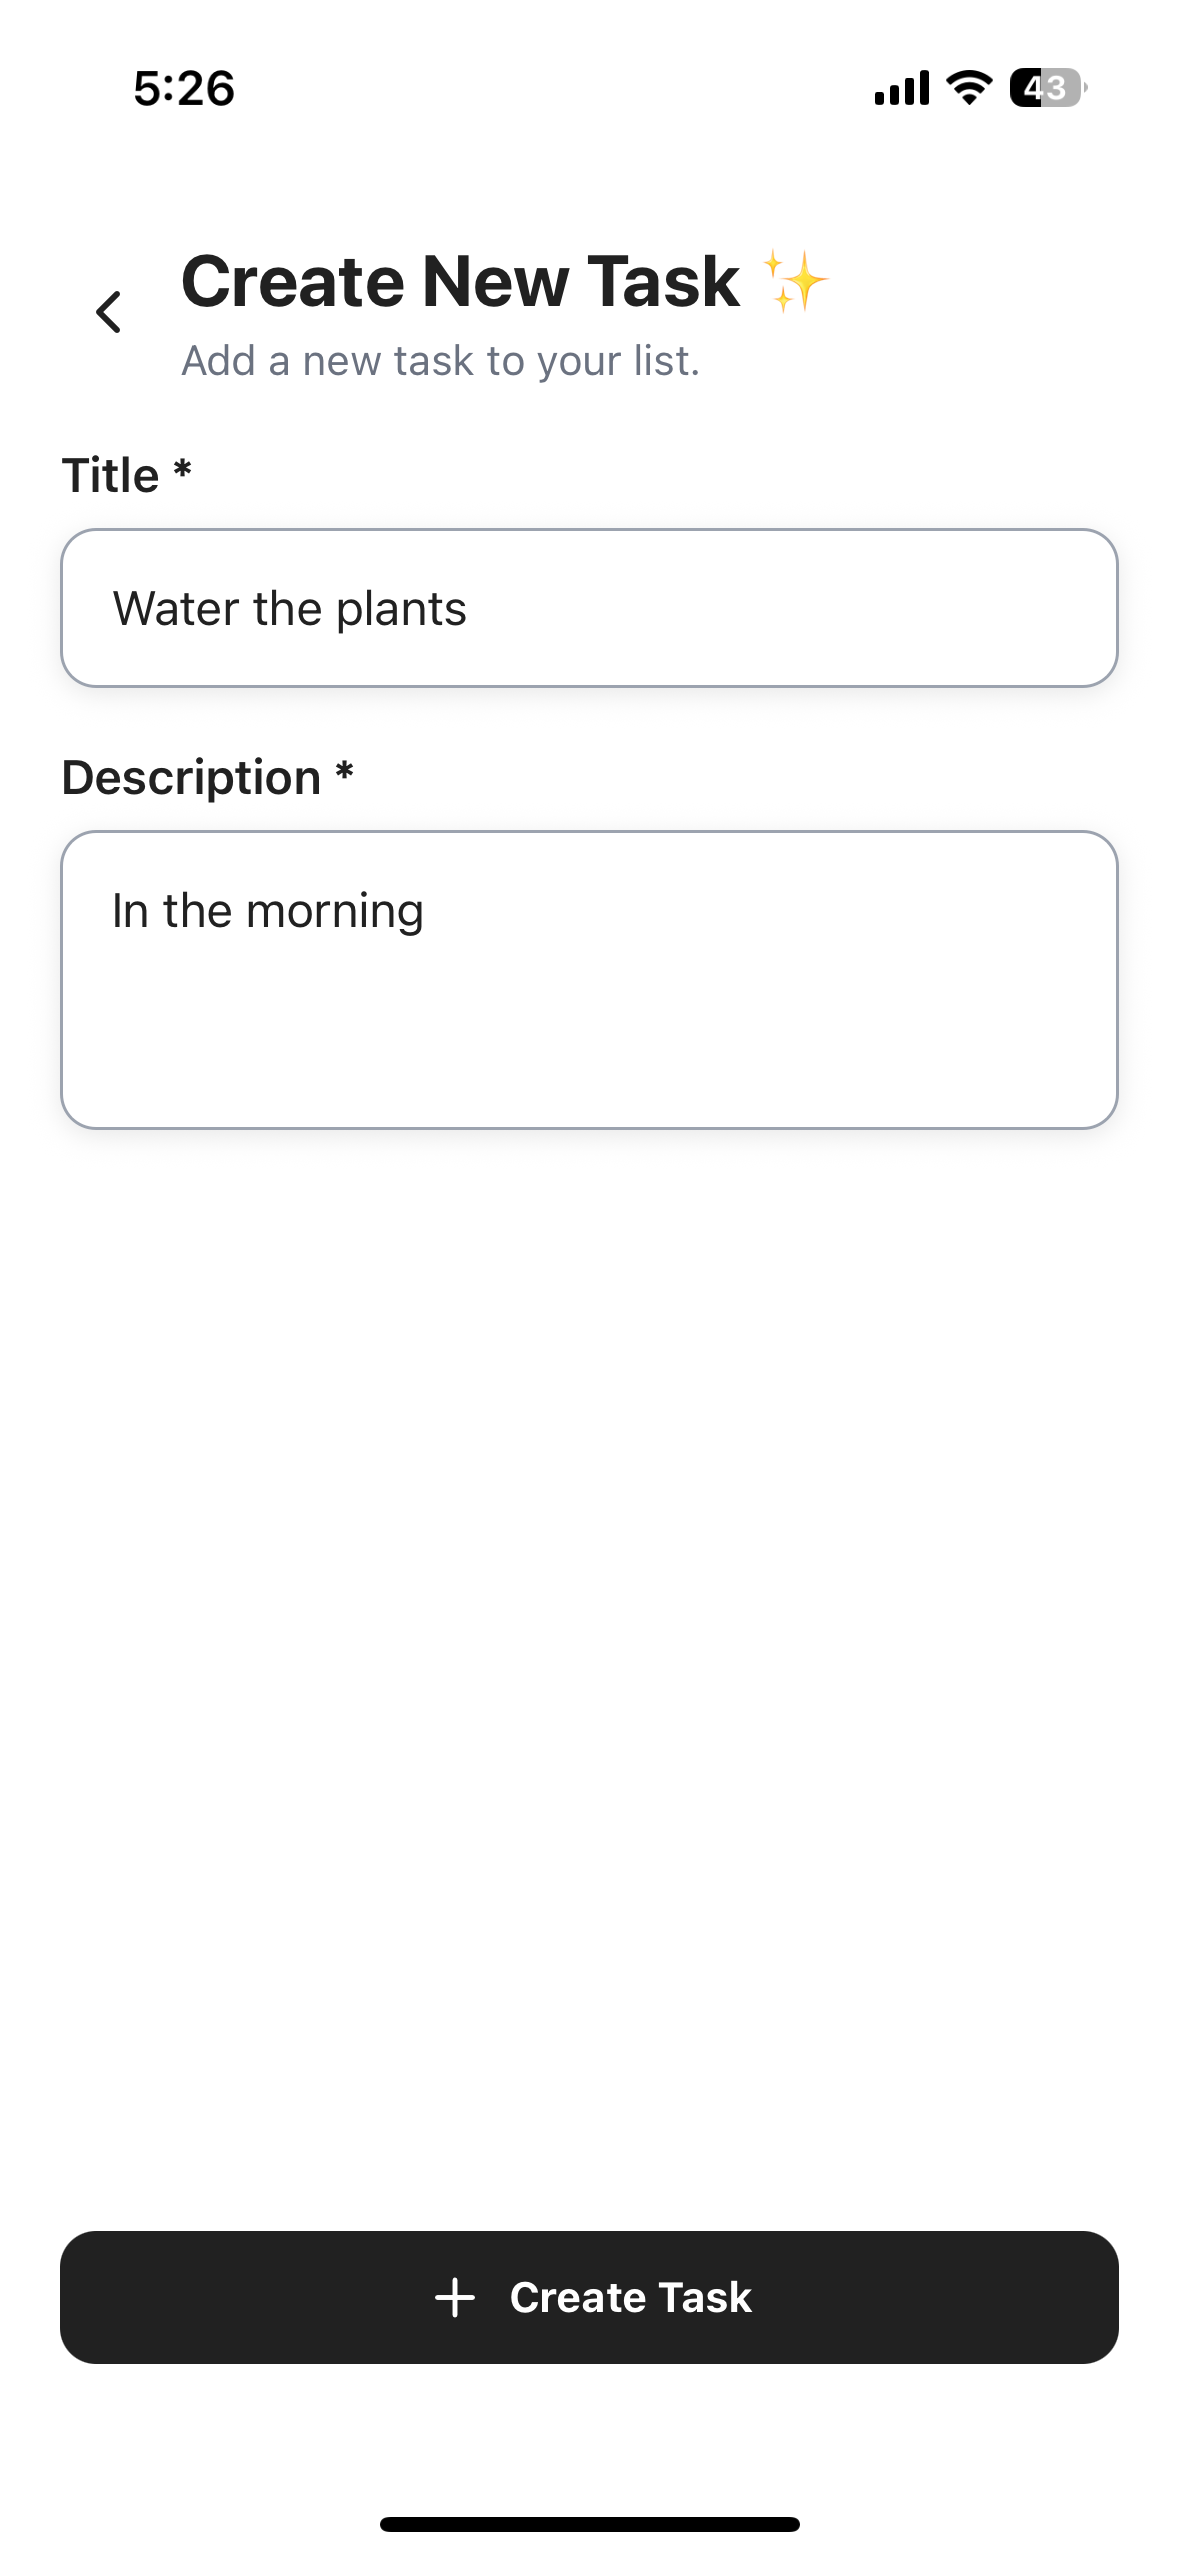 5:26
43
Create New Task ✨
Add a new task to your list.
Title *
Water the plants
Description *
In the morning
Create Task